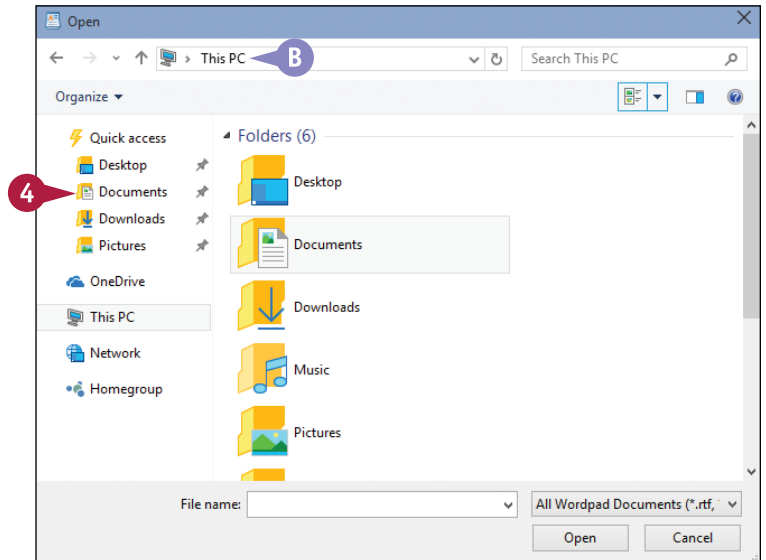 Open
This PC
B
Search This PC
Organize
Quick access
Desktop
4
Documents
Downloads
Pictures
OneDrive
This PC
Network
Homegroup
Folders (6)
Desktop
Documents
Downloads
Music
Pictures
File name:
All Wordpad Documents (*.rtf,
Open
Cancel